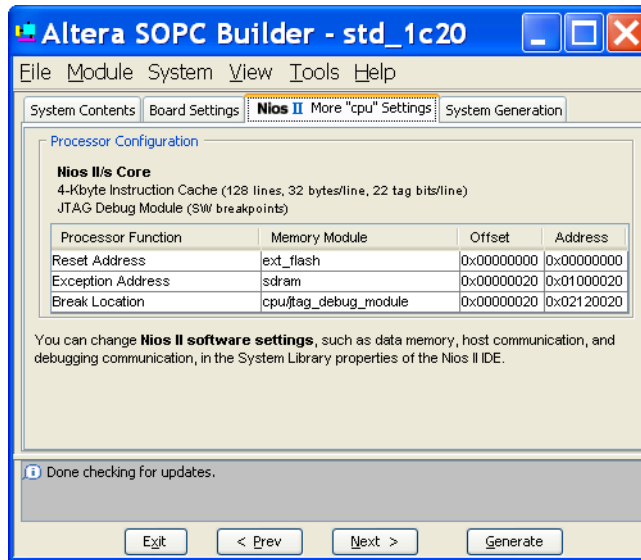 Altera SOPC Builder - std_1c20
File Module System View Tools Help
System Contents Board Settings Nios II More "cpu" Settings System Generation
Processor Configuration
Nios II/s Core
4-Kbyte Instruction Cache (128 lines, 32 bytes/line, 22 tag bits/line)
JTAG Debug Module (SW breakpoints)
Processor Function Memory Module Offset Address
Reset Address ext_flash 0x00000000 0x00000000
Exception Address sdram 0x00000020 0x01000020
Break Location cpu/jtag_debug_module 0x00000020 0x02120020
You can change Nios II software settings, such as data memory, host communication, and
debugging communication, in the System Library properties of the Nios II IDE.
Done checking for updates.
Exit < Prev Next > Generate